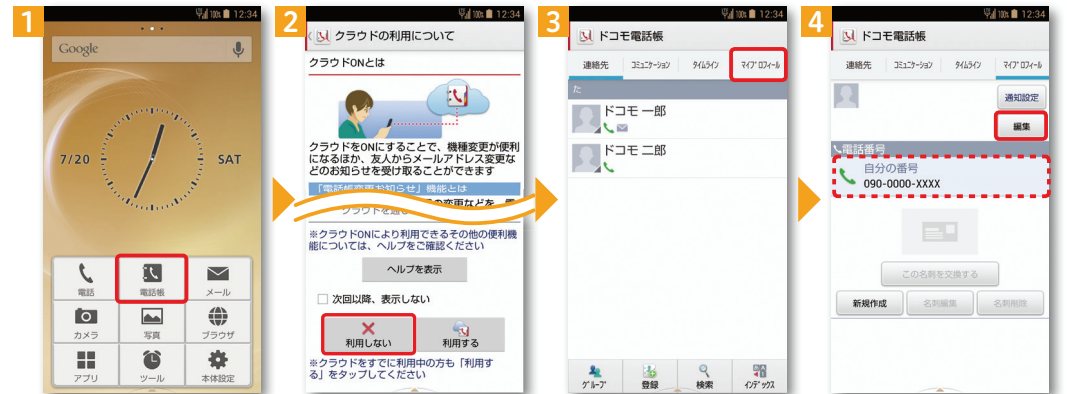 1
100% 12:34
Google
7/20
SAT
電話
電話帳
メール
カメラ
写真
ブラウザ
アプリ
ツール
本体設定
2
100% 12:34
クラウドの利用について
クラウドONとは
クラウドをONにすることで、機種変更が便利
になるほか、友人からメールアドレス変更な
どのお知らせを受け取ることができます
「電話帳変更お知らせ」機能とは
※クラウドONにより利用できるその他の便利機
能については、ヘルプをご確認ください
ヘルプを表示
次回以降、表示しない
利用しない
利用する
※クラウドをすでに利用中の方も「利用す
る」をタップしてください
3
100% 12:34
ドコモ電話帳
連絡先
コミュニケーション
タイムライン
マイプロフィール
た
ドコモ 一郎
ドコモ 二郎
グループ
登録
検索
インデックス
4
100% 12:34
ドコモ電話帳
連絡先
コミュニケーション
タイムライン
マイプロフィール
通知設定
編集
電話番号
自分の番号
090-0000-XXXX
この名刺を交換する
新規作成
名刺編集
名刺削除